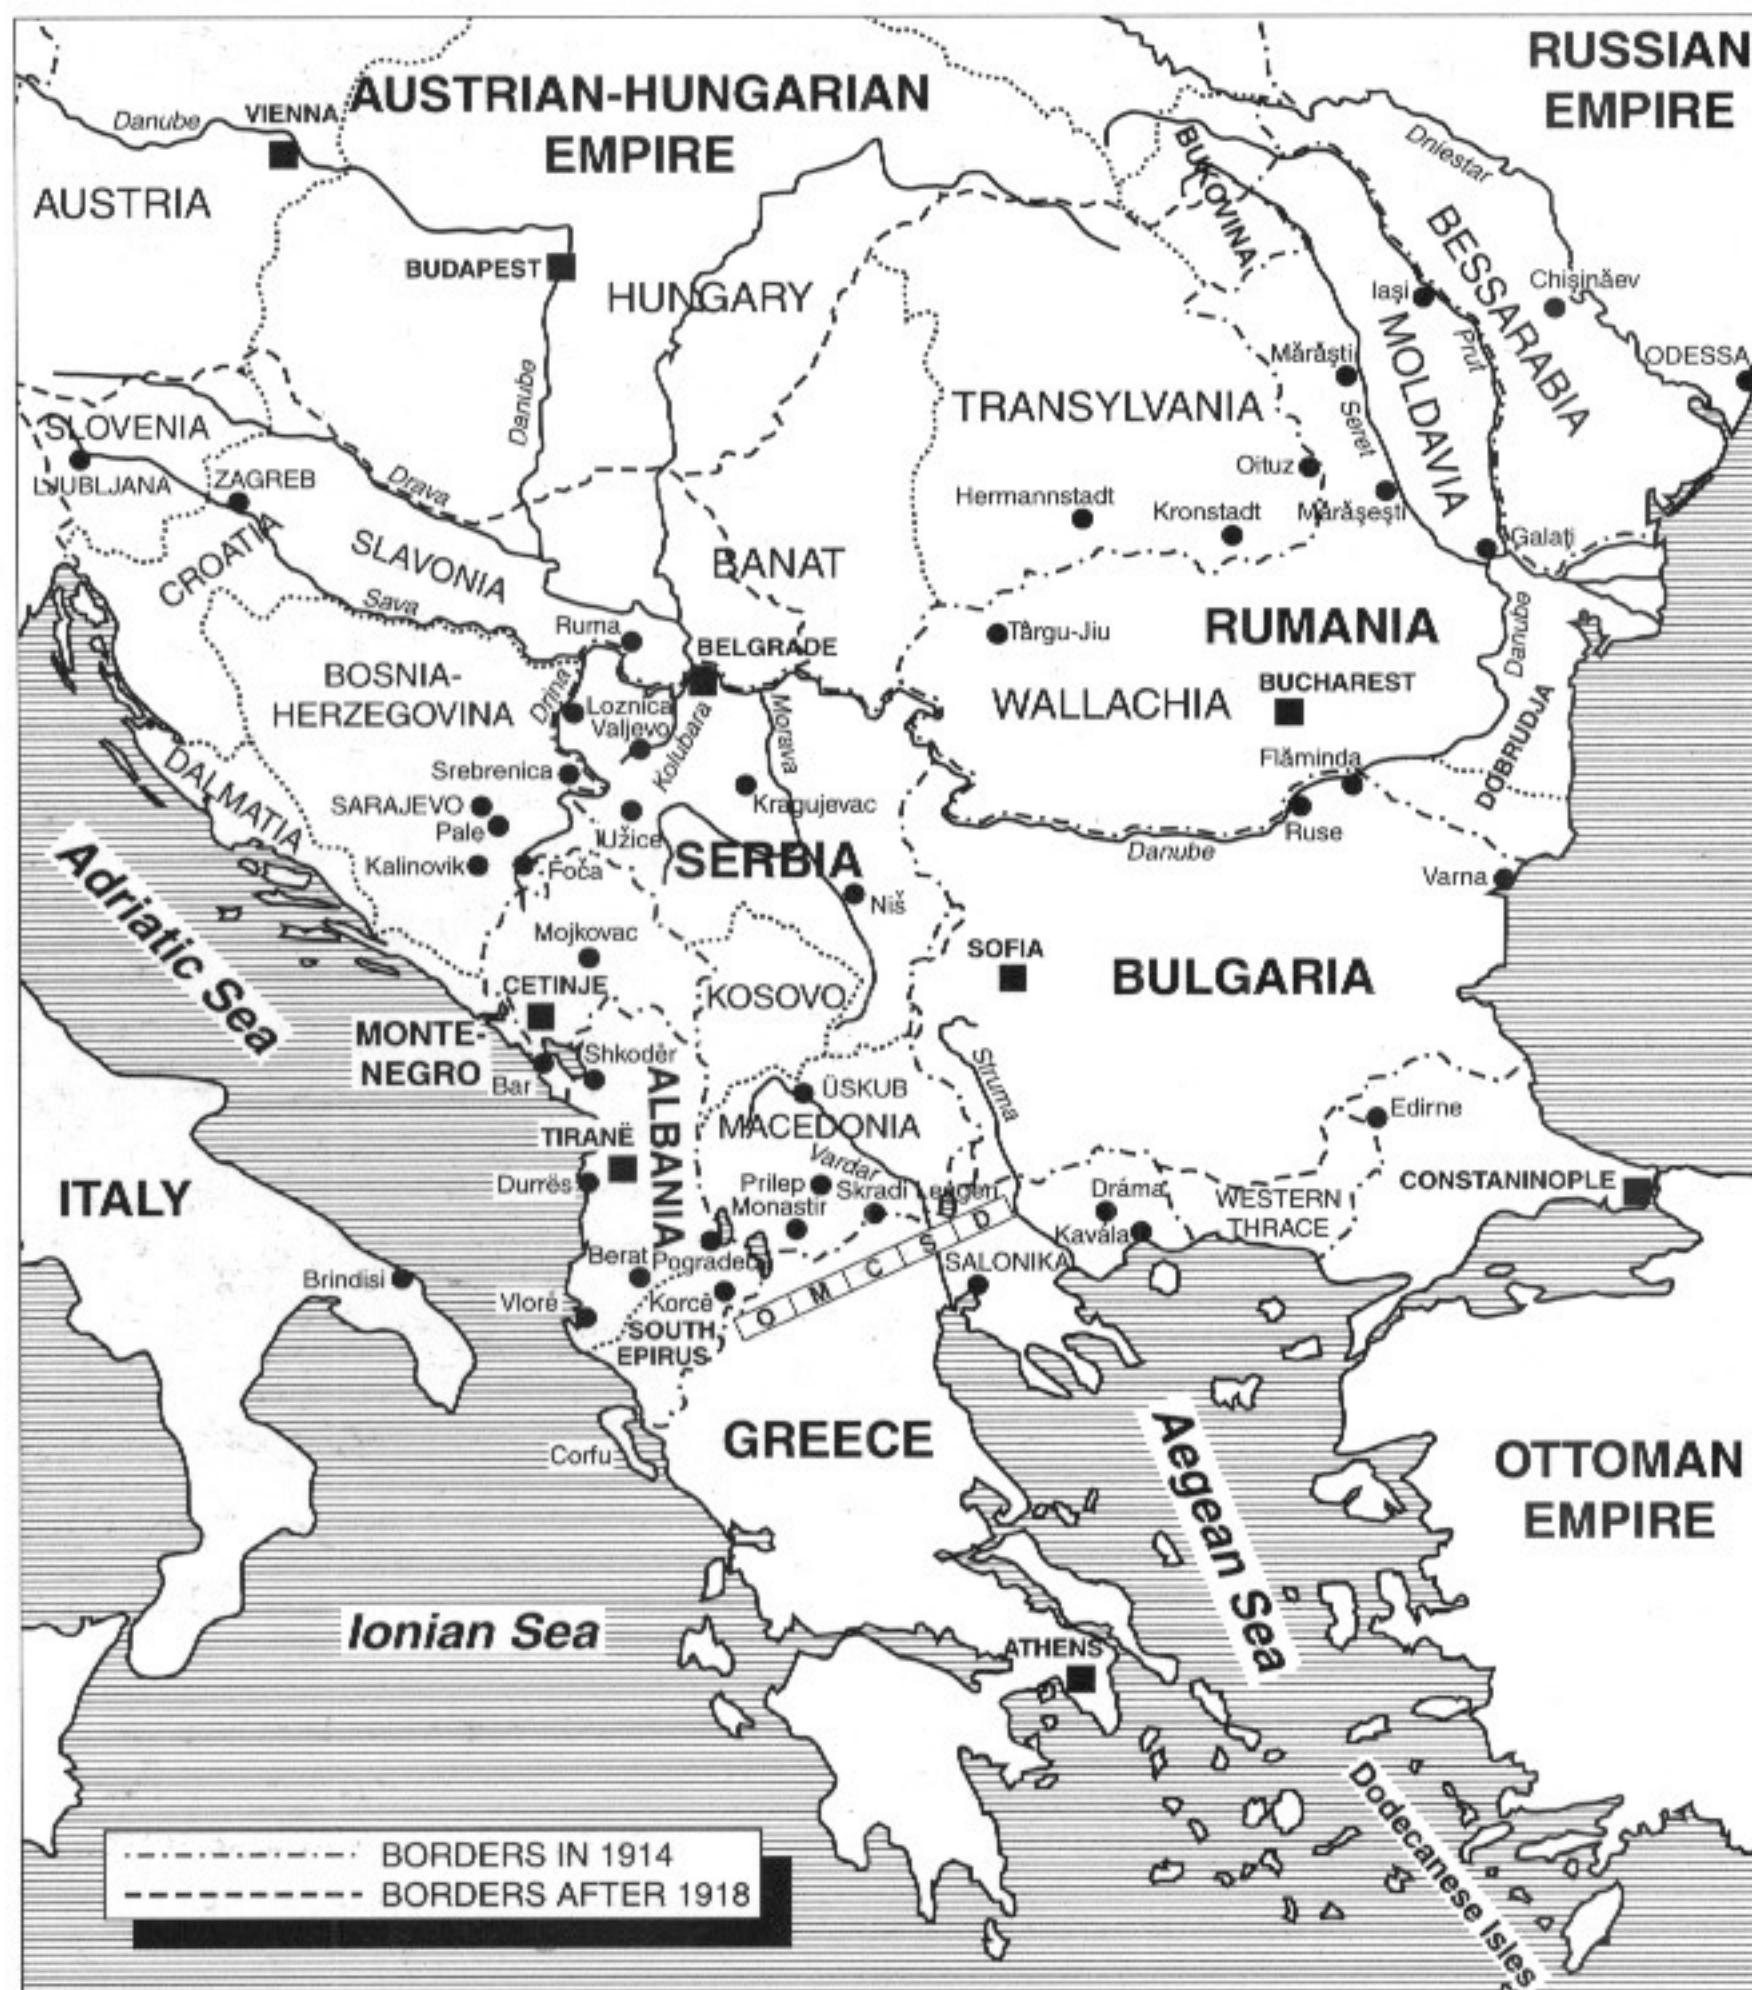 RUSSIAN
EMPIRE
AUSTRIAN-HUNGARIAN
EMPIRE
Danube
VIENNA
AUSTRIA
BUDAPEST
HUNGARY
Danube
BUKOVINA
Dniestar
BESSARABIA
Chişinăev
Iaşi
Prut
MOLDAVIA
ODESSA
Mărăşti
Seret
TRANSYLVANIA
Oituz
Mărăşeşti
Hermannstadt
Kronstadt
Galaţi
SLOVENIA
LJUBLJANA
ZAGREB
Drava
CROATIA
SLAVONIA
Sava
BANAT
Ruma
BELGRADE
Târgu-Jiu
RUMANIA
WALLACHIA
BUCHAREST
Danube
DOBRUDJA
BOSNIA-
HERZEGOVINA
Drina
Loznica
Valjevo
Kolubara
Morava
Flăminda
Ruse
Danube
Varna
DALMATIA
Srebrenica
SARAJEVO
Pale
Kalinovik
Foča
Užice
Kragujevac
SERBIA
Niš
Adriatic Sea
Mojkovac
CETINJE
MONTE-
NEGRO
Bar
Shkodër
KOSOVO
SOFIA
BULGARIA
Struma
ALBANIA
ÜSKUB
MACEDONIA
Vardar
TIRANË
Durrës
Prilep
Monastir
Skradi Leegen
Edirne
CONSTANINOPLE
WESTERN
THRACE
Dráma
Kavála
ITALY
Brindisi
Berat
Pogradec
Vlorë
Korcë
SOUTH
EPIRUS
O M C S D
SALONIKA
GREECE
Corfu
Aegean Sea
OTTOMAN
EMPIRE
Ionian Sea
ATHENS
Dodecanese Isles
BORDERS IN 1914
BORDERS AFTER 1918